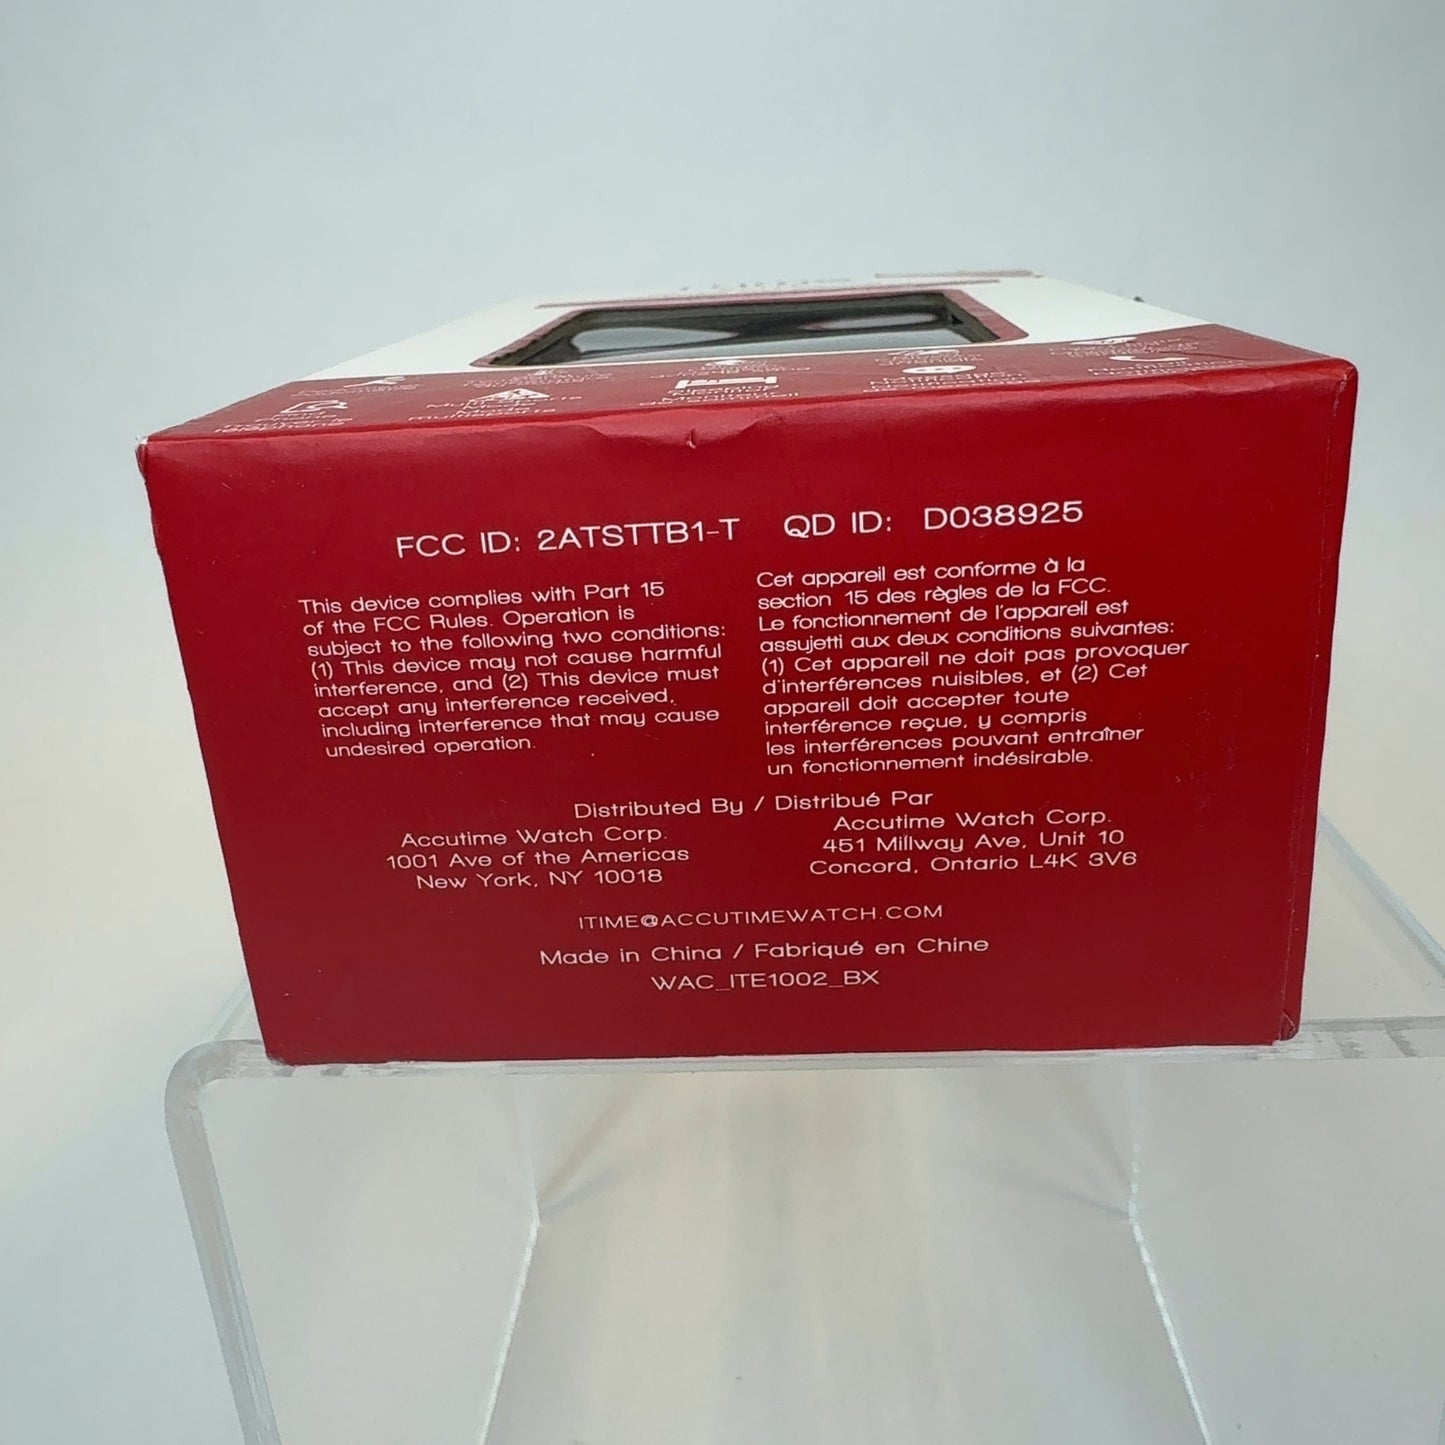 FCC ID: 2ATSTTB1-T QD ID: D038925
This device complies with Part 15
of the FCC Rules. Operation is
subject to the following two conditions:
(1) This device may not cause harmful
interference, and (2) This device must
accept any interference received,
including interference that may cause
undesired operation.
Cet appareil est conforme à la
section 15 des règles de la FCC.
Le fonctionnement de l'appareil est
assujetti aux deux conditions suivantes:
(1) Cet appareil ne doit pas provoquer
d'interférences nuisibles, et (2) Cet
appareil doit accepter toute
interférence reçue, y compris
les interférences pouvant entraîner
un fonctionnement indésirable.
Distributed By / Distribué Par
Accutime Watch Corp.
1001 Ave of the Americas
New York, NY 10018
Accutime Watch Corp.
451 Millway Ave, Unit 10
Concord, Ontario L4K 3V6
ITIME@ACCUTIMEWATCH.COM
Made in China / Fabriqué en Chine
WAC_ITE1002_BX